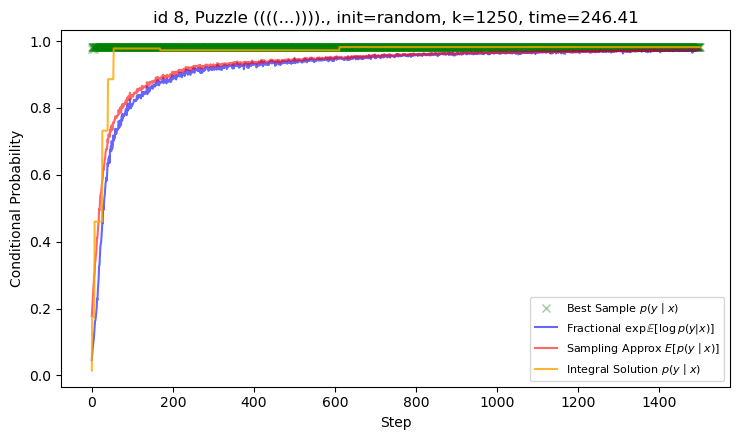 id 8, Puzzle ((((...))))., init=random, k=1250, time=246.41
Conditional Probability
1.0
0.8
0.6
0.4
0.2
0.0
Best Sample p(y | x)
Fractional exp𝔼[log p(y|x)]
Sampling Approx E[p(y | x)]
Integral Solution p(y | x)
0 200 400 600 800 1000 1200 1400
Step